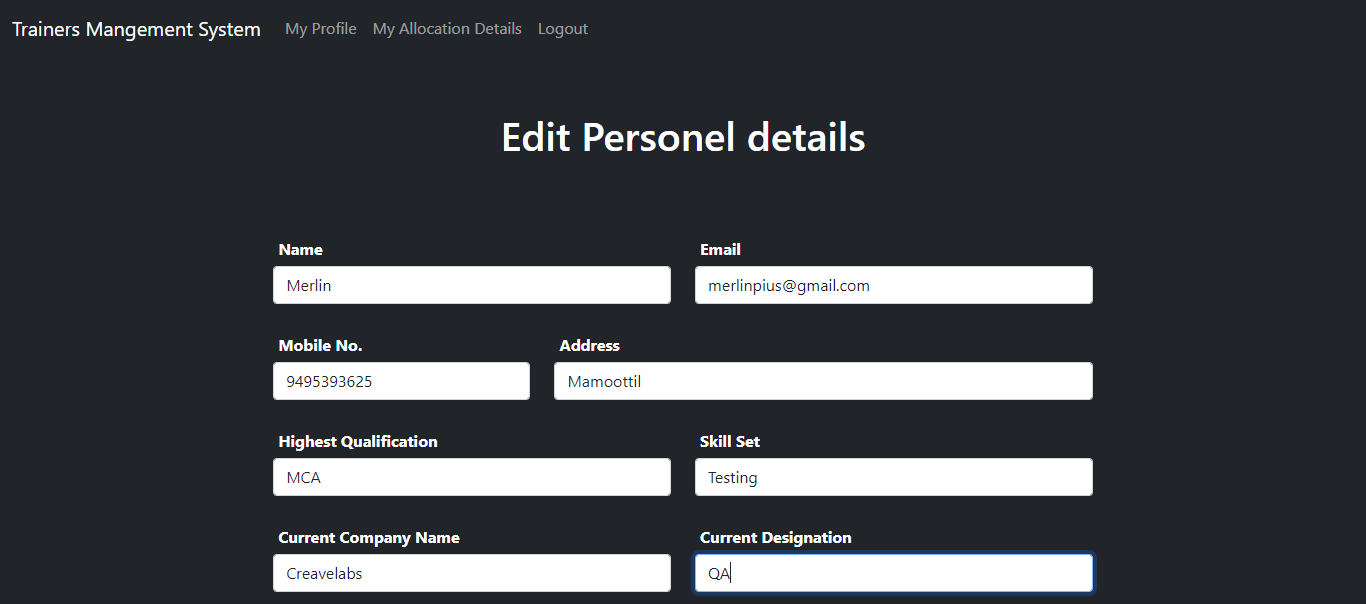 Trainers Mangement System My Profile My Allocation Details Logout
Edit Personel details
Name Email
Merlin merlinpius@gmail.com
Mobile No. Address
9495393625 Mamoottil
Highest Qualification Skill Set
MCA Testing
Current Company Name Current Designation
Creavelabs QA